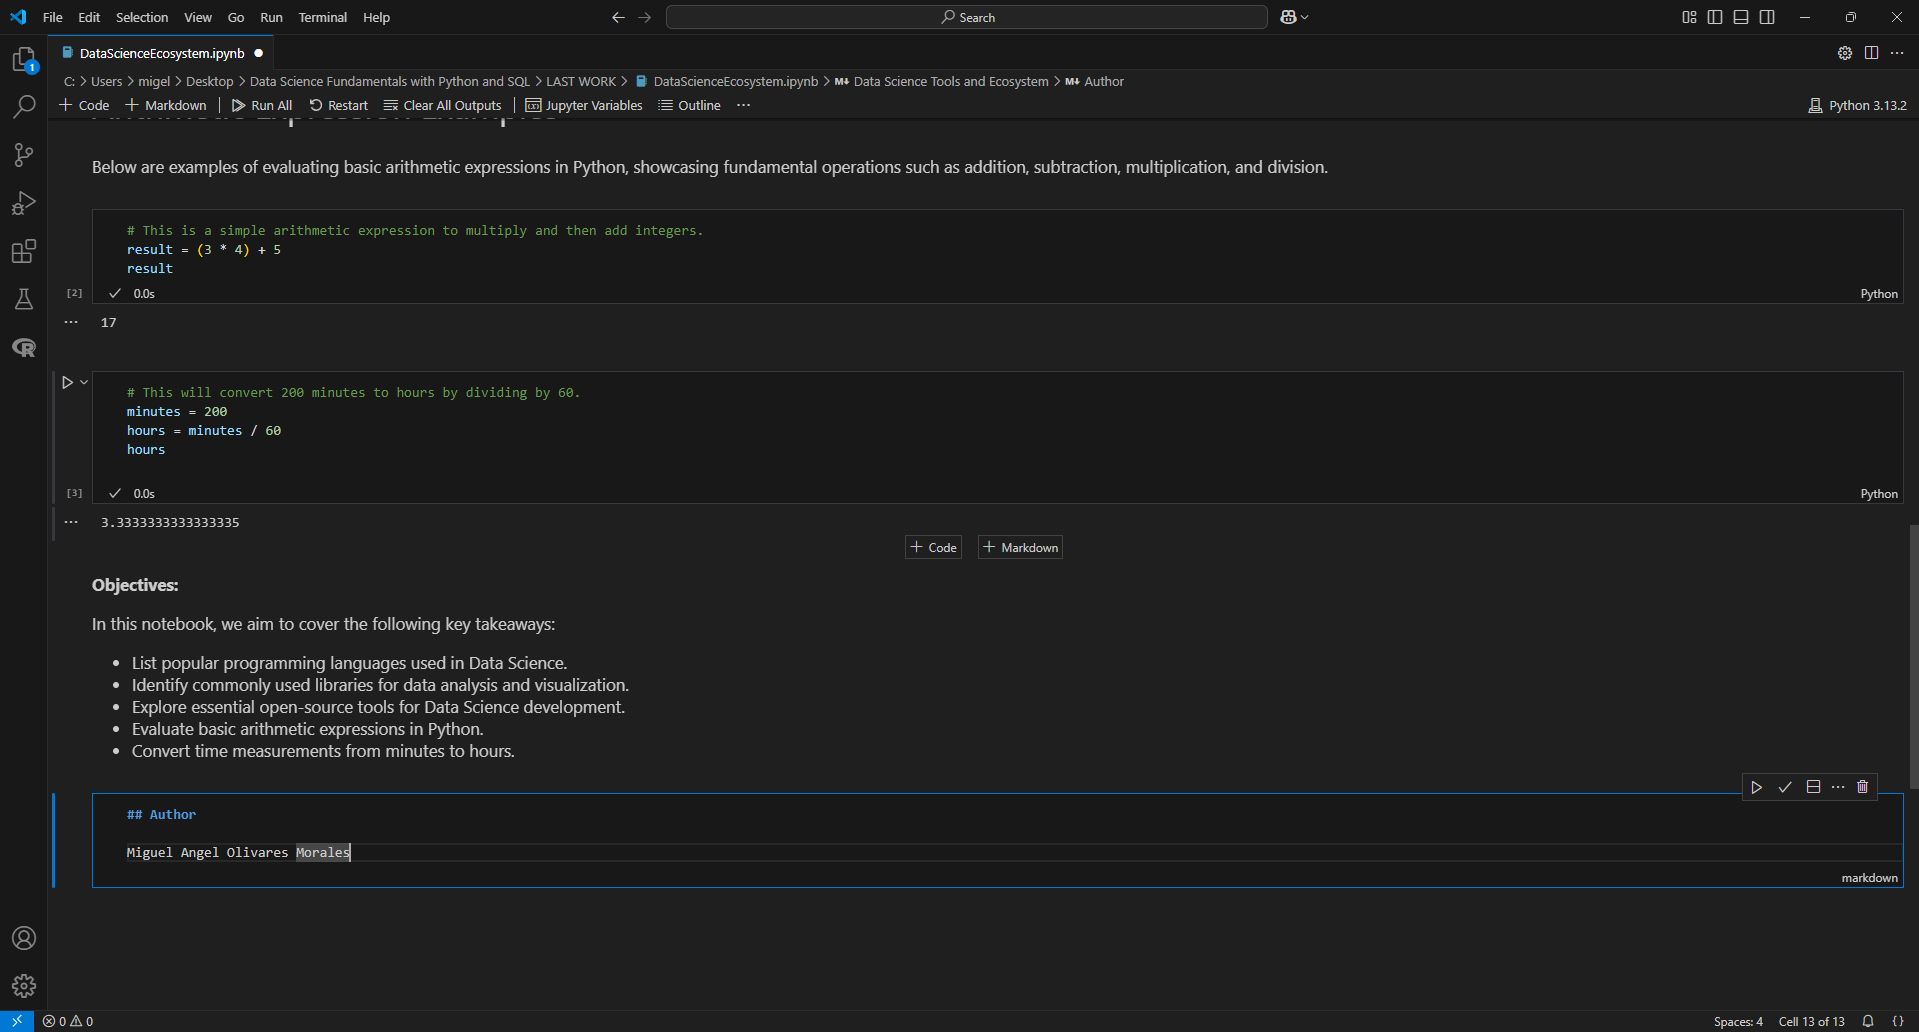 File Edit Selection View Go Run Terminal Help Search
DataScienceEcosystem.ipynb
1
C: > Users > migel > Desktop > Data Science Fundamentals with Python and SQL > LAST WORK > DataScienceEcosystem.ipynb > M↓ Data Science Tools and Ecosystem > M↓ Author
+ Code + Markdown Run All Restart Clear All Outputs Jupyter Variables Outline ... Python 3.13.2
Below are examples of evaluating basic arithmetic expressions in Python, showcasing fundamental operations such as addition, subtraction, multiplication, and division.
# This is a simple arithmetic expression to multiply and then add integers.
result = (3 * 4) + 5
result
[2] 0.0s Python
... 17
# This will convert 200 minutes to hours by dividing by 60.
minutes = 200
hours = minutes / 60
hours
[3] 0.0s Python
... 3.3333333333333335
+ Code + Markdown
Objectives:
In this notebook, we aim to cover the following key takeaways:
• List popular programming languages used in Data Science.
• Identify commonly used libraries for data analysis and visualization.
• Explore essential open-source tools for Data Science development.
• Evaluate basic arithmetic expressions in Python.
• Convert time measurements from minutes to hours.
## Author
Miguel Angel Olivares Morales
markdown
0 0 Spaces: 4 Cell 13 of 13 {}